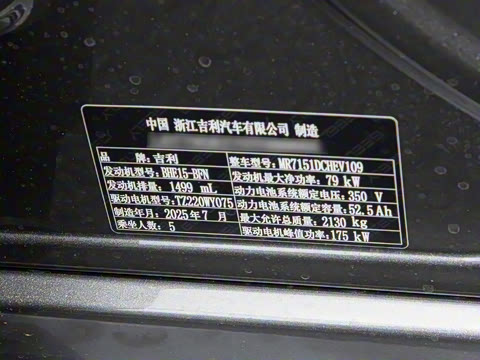 中国 浙江吉利汽车有限公司 制造
品 牌:吉利 整车型号:MR7151DCHEV109
发动机型号:BHE15-BFN 发动机最大净功率:79 kW
发动机排量:1499 mL 动力电池系统额定电压:350 V
驱动电机型号:TZ220WY075 动力电池系统额定容量:52.5Ah
制造年月:2025年7月 最大允许总质量:2130 kg
乘坐人数:5 驱动电机峰值功率:175 kW